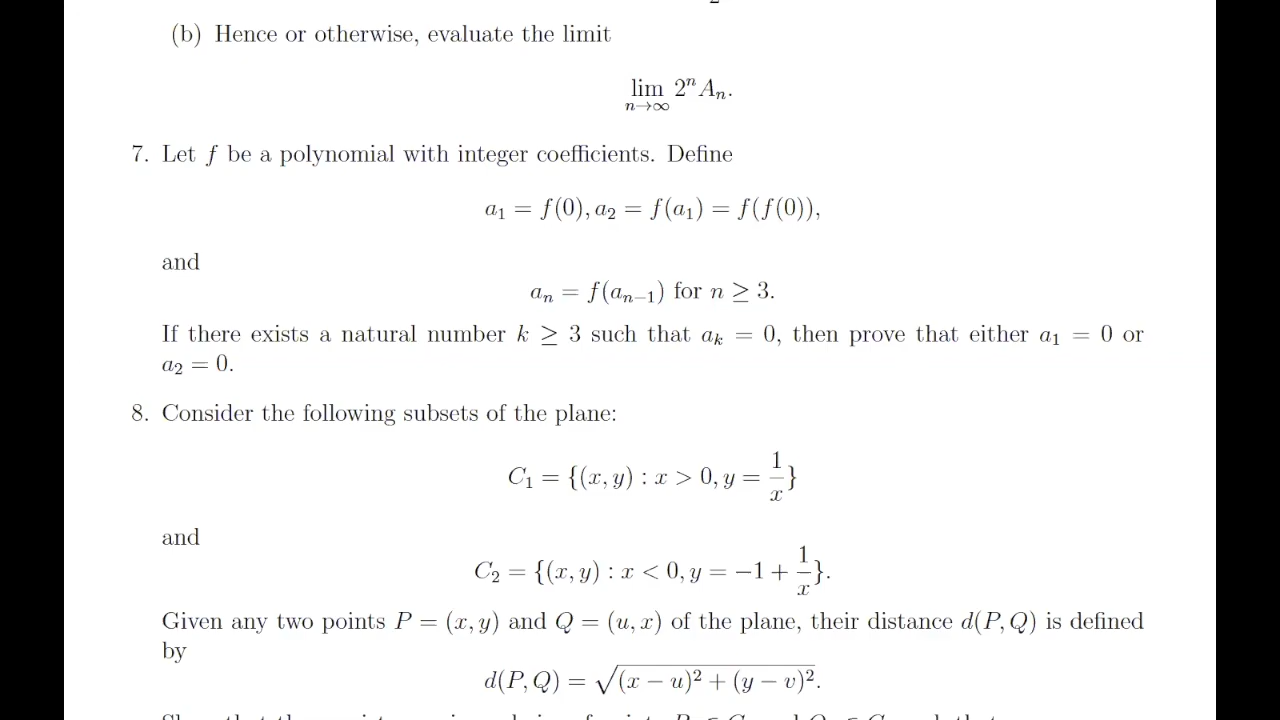 2
(b) Hence or otherwise, evaluate the limit
lim_{n→∞} 2^n A_n.
7. Let f be a polynomial with integer coefficients. Define
a_1 = f(0), a_2 = f(a_1) = f(f(0)),
and
a_n = f(a_{n−1}) for n ≥ 3.
If there exists a natural number k ≥ 3 such that a_k = 0, then prove that either a_1 = 0 or
a_2 = 0.
8. Consider the following subsets of the plane:
C_1 = {(x, y) : x > 0, y = 1/x}
and
C_2 = {(x, y) : x < 0, y = −1 + 1/x}.
Given any two points P = (x, y) and Q = (u, x) of the plane, their distance d(P, Q) is defined
by
d(P, Q) = √((x − u)² + (y − v)²).